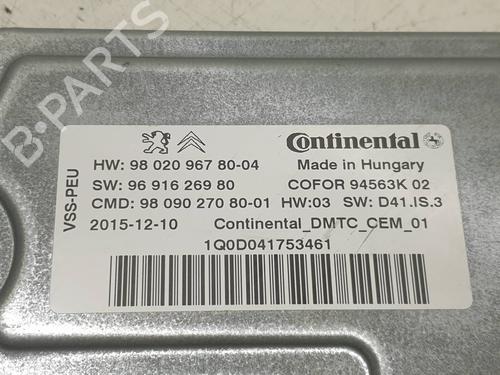 B-PARTS
VSS-PEU
Continental
HW: 98 020 967 80-04
Made in Hungary
SW: 96 916 269 80
COFOR 94563K 02
CMD: 98 090 270 80-01
HW:03 SW: D41.IS.3
2015-12-10
Continental_DMTC_CEM_01
1Q0D041753461